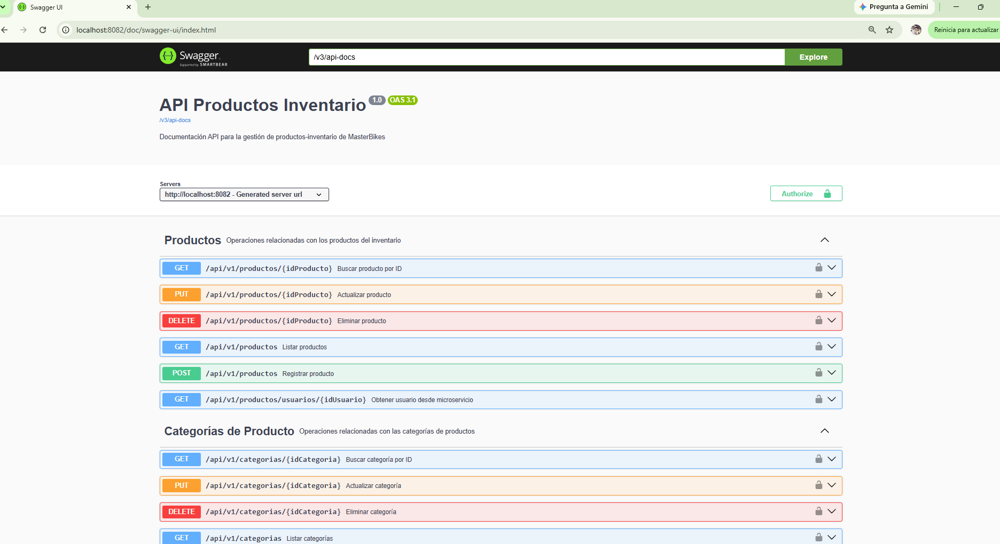 Swagger UI
Pregunta a Gemini
localhost:8082/doc/swagger-ui/index.html
Reinicia para actualizar
Swagger
Supported by SMARTBEAR
/v3/api-docs
Explore
API Productos Inventario 1.0 OAS 3.1
/v3/api-docs
Documentación API para la gestión de productos-inventario de MasterBikes
Servers
http://localhost:8082 - Generated server url
Authorize
Productos Operaciones relacionadas con los productos del inventario
GET /api/v1/productos/{idProducto} Buscar producto por ID
PUT /api/v1/productos/{idProducto} Actualizar producto
DELETE /api/v1/productos/{idProducto} Eliminar producto
GET /api/v1/productos Listar productos
POST /api/v1/productos Registrar producto
GET /api/v1/productos/usuarios/{idUsuario} Obtener usuario desde microservicio
Categorías de Producto Operaciones relacionadas con las categorías de productos
GET /api/v1/categorias/{idCategoria} Buscar categoría por ID
PUT /api/v1/categorias/{idCategoria} Actualizar categoría
DELETE /api/v1/categorias/{idCategoria} Eliminar categoría
GET /api/v1/categorias Listar categorías